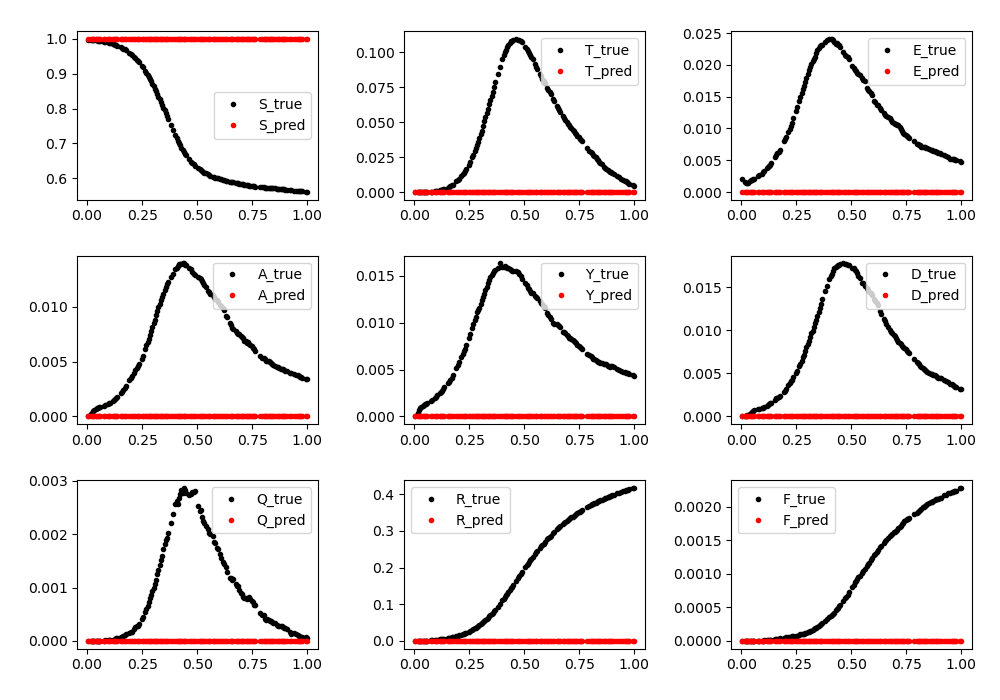 1.0
0.9
0.8
0.7
0.6
S_true
S_pred
0.00 0.25 0.50 0.75 1.00
0.100
0.075
0.050
0.025
0.000
T_true
T_pred
0.00 0.25 0.50 0.75 1.00
0.025
0.020
0.015
0.010
0.005
0.000
E_true
E_pred
0.00 0.25 0.50 0.75 1.00
0.010
0.005
0.000
A_true
A_pred
0.00 0.25 0.50 0.75 1.00
0.015
0.010
0.005
0.000
Y_true
Y_pred
0.00 0.25 0.50 0.75 1.00
0.015
0.010
0.005
0.000
D_true
D_pred
0.00 0.25 0.50 0.75 1.00
0.003
0.002
0.001
0.000
Q_true
Q_pred
0.00 0.25 0.50 0.75 1.00
0.4
0.3
0.2
0.1
0.0
R_true
R_pred
0.00 0.25 0.50 0.75 1.00
0.0020
0.0015
0.0010
0.0005
0.0000
F_true
F_pred
0.00 0.25 0.50 0.75 1.00